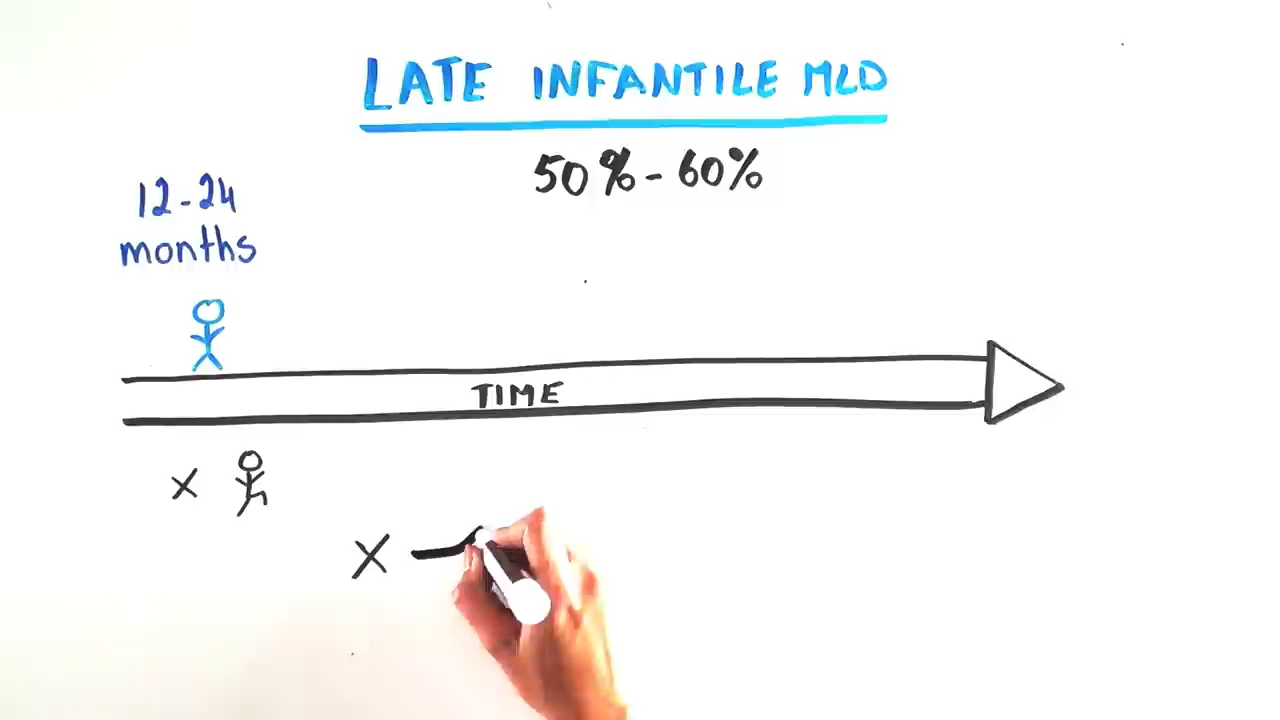 LATE INFANTILE MLD
50% - 60%
12-24
months
TIME
X
X